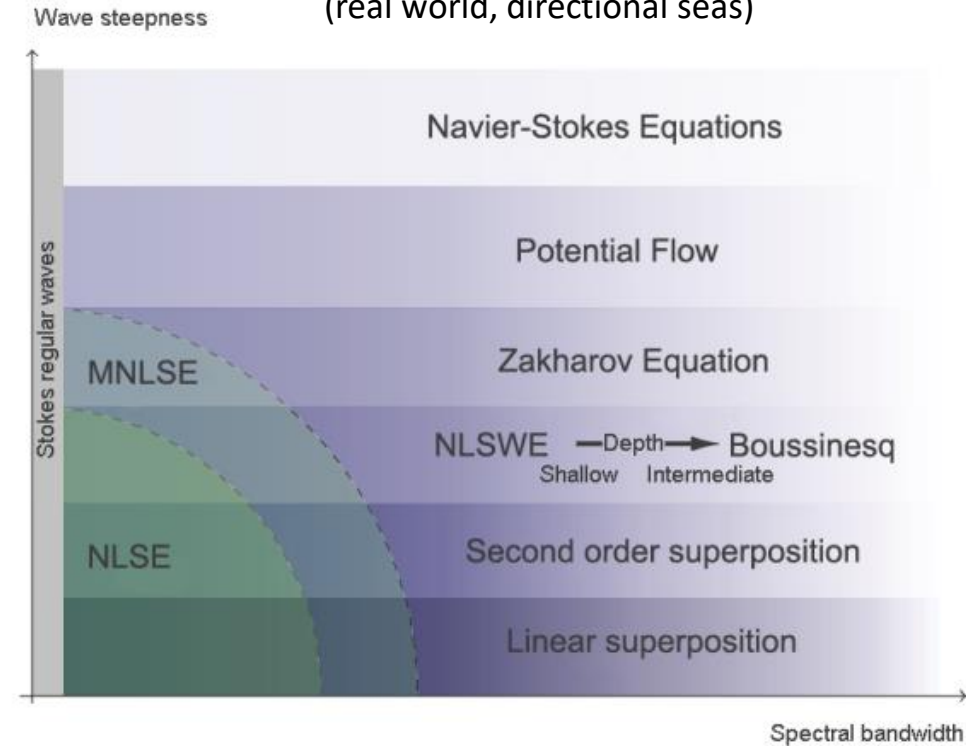 (real world, directional seas)
Wave steepness
Navier-Stokes Equations
Potential Flow
Stokes regular waves
MNLSE
Zakharov Equation
NLSWE Depth Boussinesq
Shallow Intermediate
NLSE
Second order superposition
Linear superposition
Spectral bandwidth